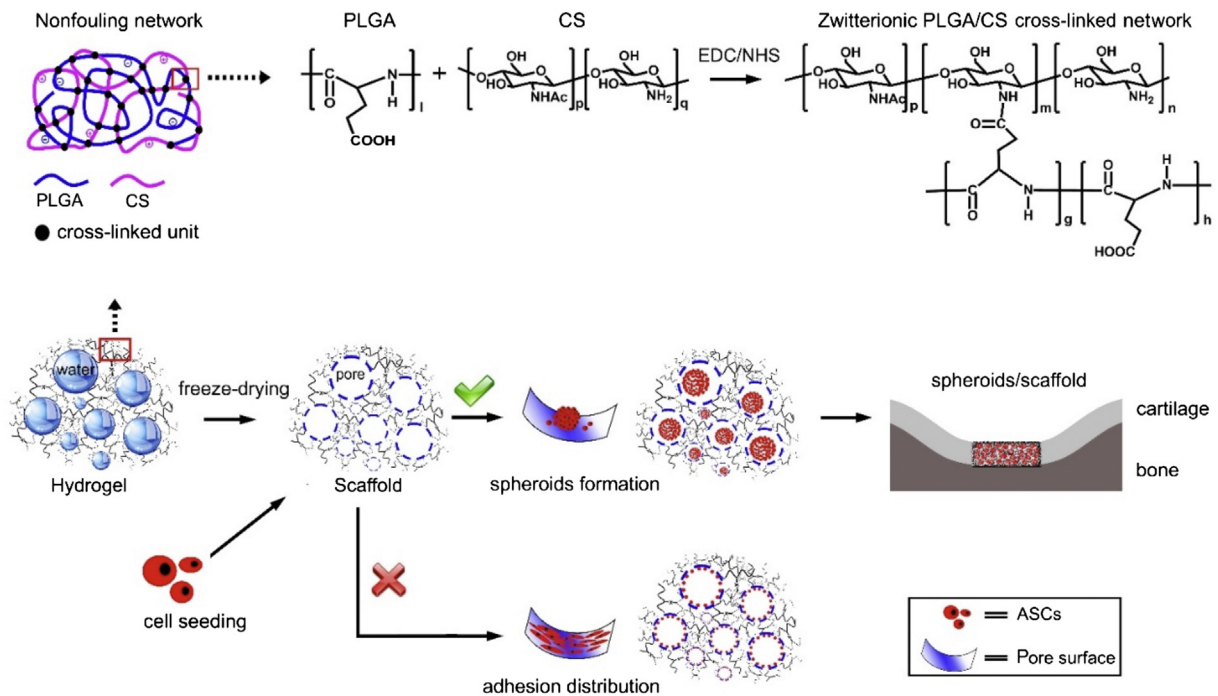 Nonfouling network
PLGA
CS
Zwitterionic PLGA/CS cross-linked network
EDC/NHS
C
O
N
H
l
COOH
+
OH
O
HO
NHAc
p
OH
O
HO
NH2
q
OH
O
HO
NHAc
p
OH
O
HO
NH
m
OH
O
HO
NH2
n
O=C
C
O
N
H
g
O
C
H
N
h
HOOC
PLGA
CS
cross-linked unit
water
freeze-drying
pore
spheroids/scaffold
cartilage
bone
Hydrogel
Scaffold
spheroids formation
cell seeding
adhesion distribution
ASCs
Pore surface